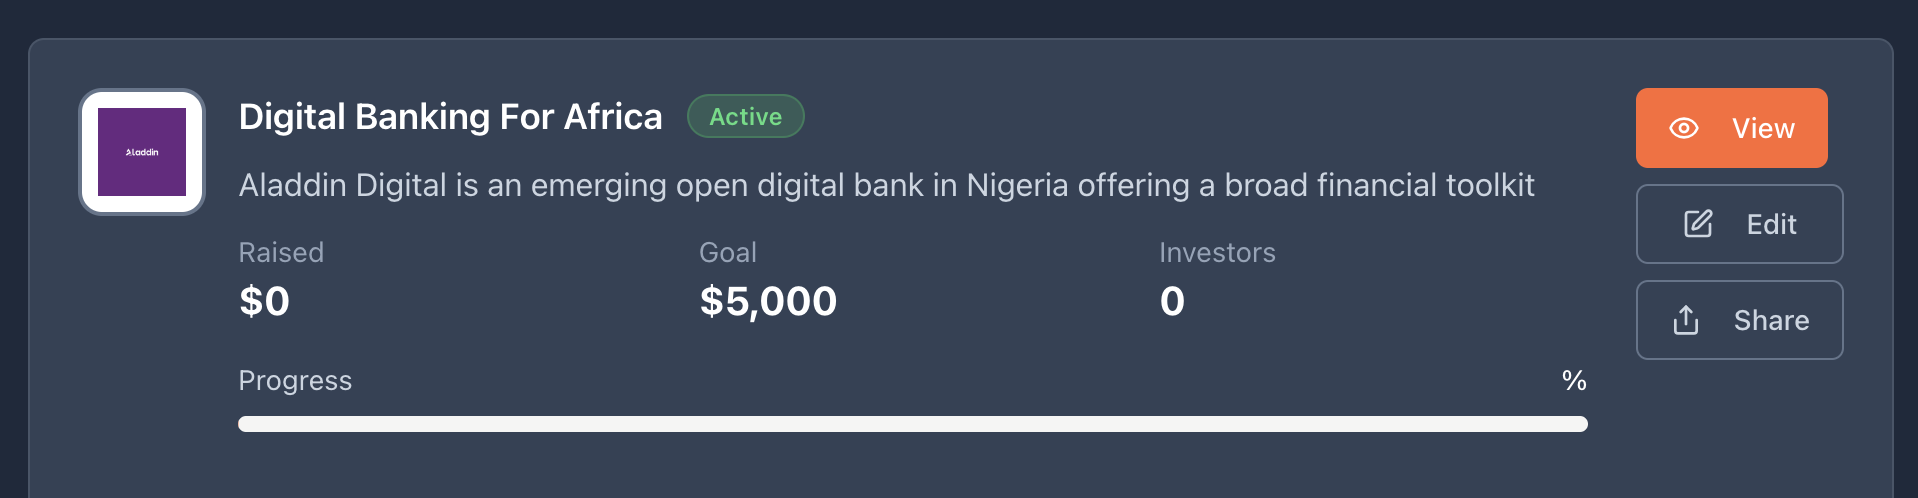 Aladdin
Digital Banking For Africa
Active
Aladdin Digital is an emerging open digital bank in Nigeria offering a broad financial toolkit
Raised
$0
Goal
$5,000
Investors
0
Progress
%
View
Edit
Share